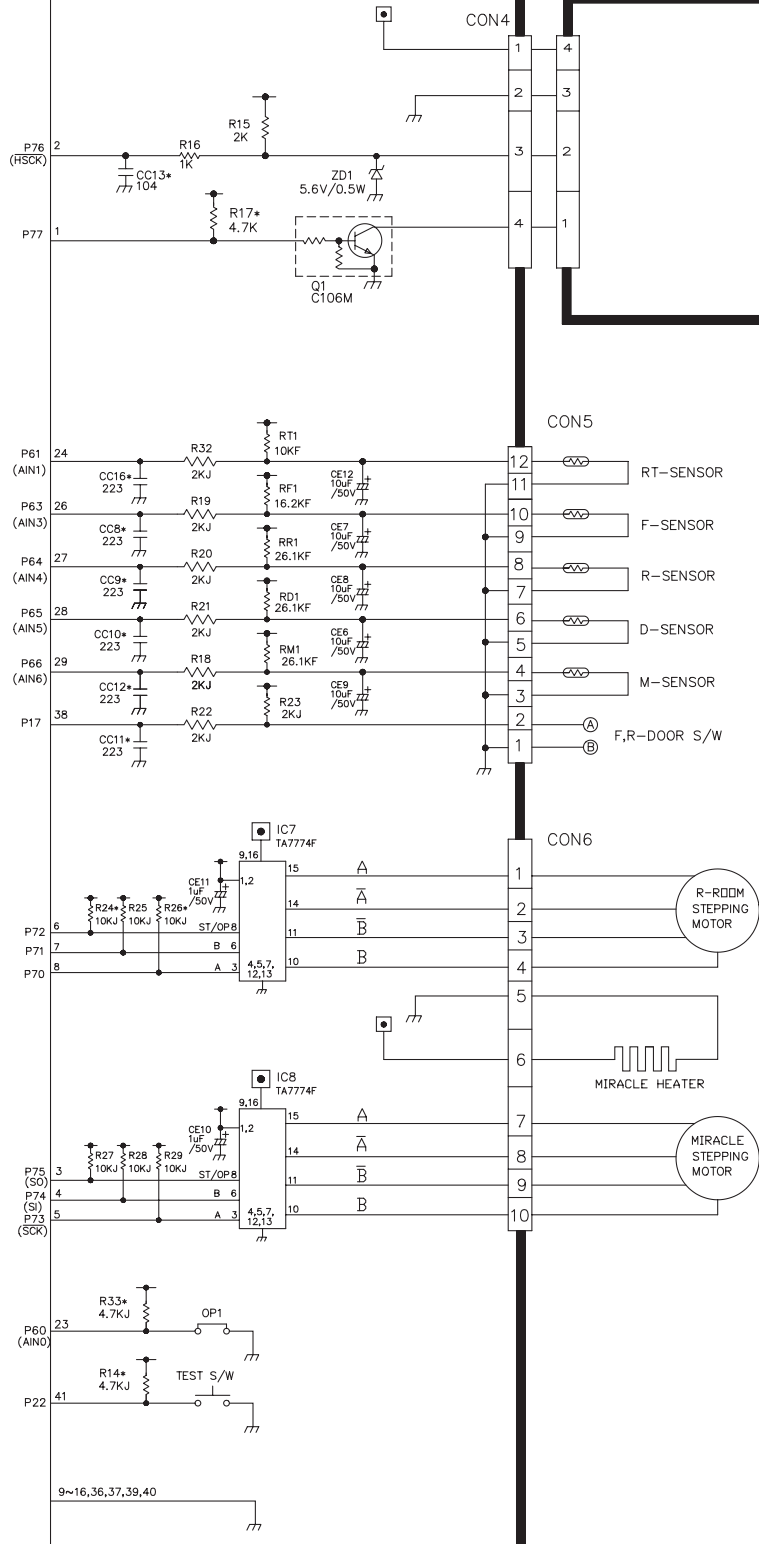 CON4
1 4
2 3
3 2
4 1
R15
2K
P76 2
(HSCK)
R16
1K
CC13*
104
ZD1
5.6V/0.5W
R17*
4.7K
P77 1
Q1
C106M
CON5
P61 24
(AIN1)
CC16*
223
R32
2KJ
RT1
10KF
CE12
10uF
/50V
12
11
RT-SENSOR
P63 26
(AIN3)
CC8*
223
R19
2KJ
RF1
16.2KF
CE7
10uF
/50V
10
9
F-SENSOR
P64 27
(AIN4)
CC9*
223
R20
2KJ
RR1
26.1KF
CE8
10uF
/50V
8
7
R-SENSOR
P65 28
(AIN5)
CC10*
223
R21
2KJ
RD1
26.1KF
CE6
10uF
/50V
6
5
D-SENSOR
P66 29
(AIN6)
CC12*
223
R18
2KJ
RM1
26.1KF
CE9
10uF
/50V
4
3
M-SENSOR
P17 38
CC11*
223
R22
2KJ
R23
2KJ
2
1
A
B
F,R-DOOR S/W
CON6
IC7
TA7774F
9,16
CE11
1uF
/50V
1,2
R24*
10KJ
R25
10KJ
R26*
10KJ
P72 6
P71 7
P70 8
ST/OP 8
B 6
A 3
4,5,7,
12,13
15 A 1
14 A̅ 2
11 B̅ 3
10 B 4
R-ROOM
STEPPING
MOTOR
5
6
MIRACLE HEATER
IC8
TA7774F
9,16
CE10
1uF
/50V
1,2
R27
10KJ
R28
10KJ
R29
10KJ
P75 3
(SO)
P74 4
(SI)
P73 5
(SCK)
ST/OP 8
B 6
A 3
4,5,7,
12,13
15 A 7
14 A̅ 8
11 B̅ 9
10 B 10
MIRACLE
STEPPING
MOTOR
R33*
4.7KJ
P60 23
(AIN0)
OP1
R14*
4.7KJ
TEST S/W
P22 41
9~16,36,37,39,40